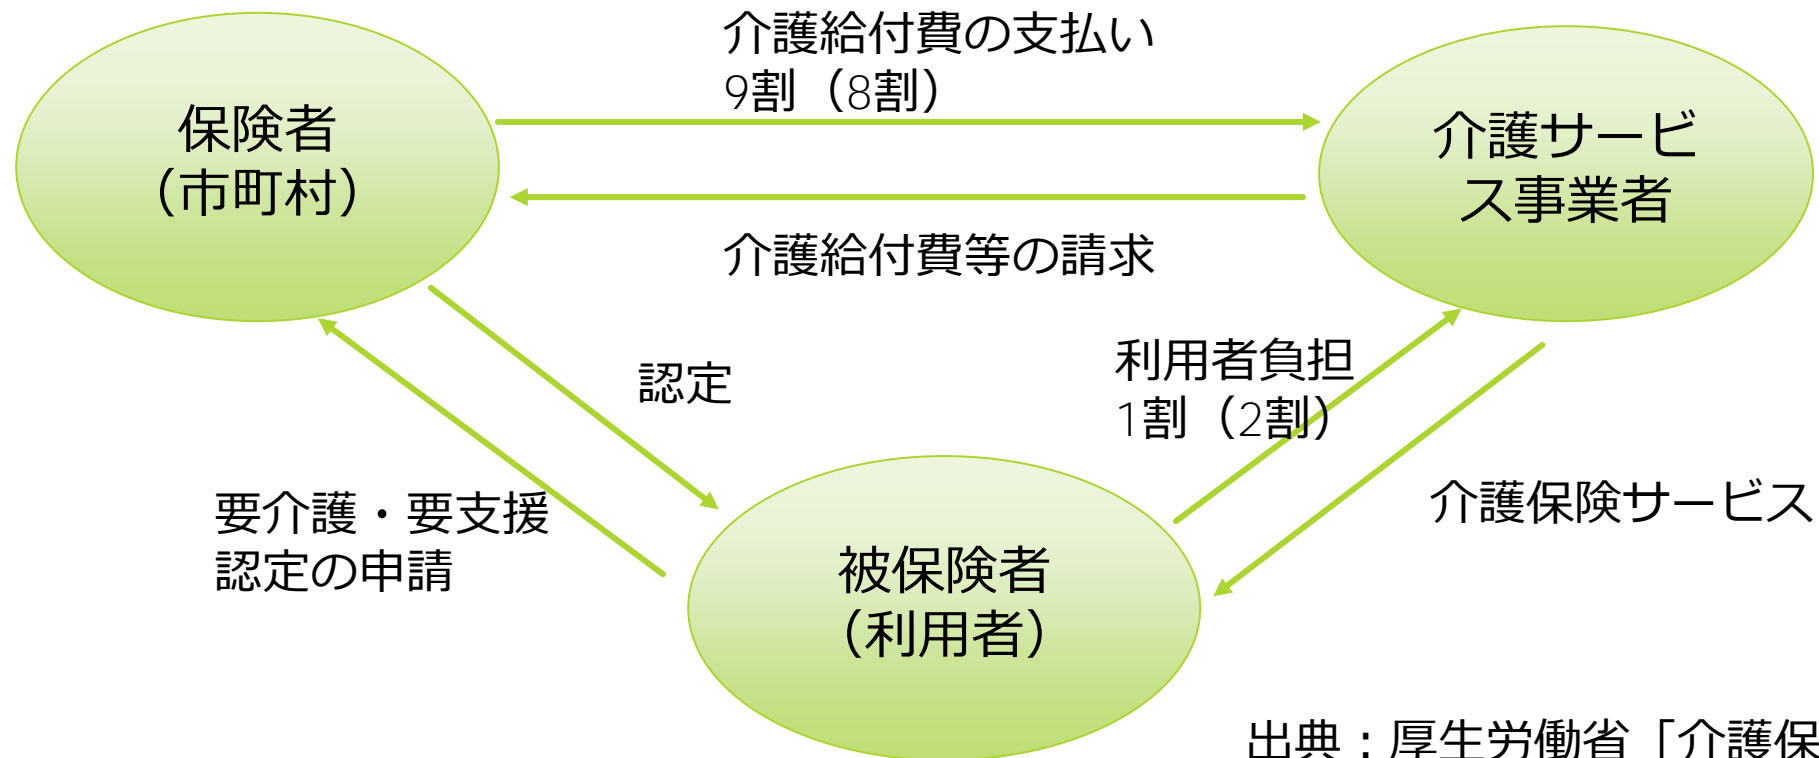 介護給付費の支払い
9割（8割）
保険者
（市町村）
介護サービ
ス事業者
介護給付費等の請求
利用者負担
1割（2割）
認定
要介護・要支援
認定の申請
介護保険サービス
被保険者
（利用者）
出典：厚生労働省「介護保